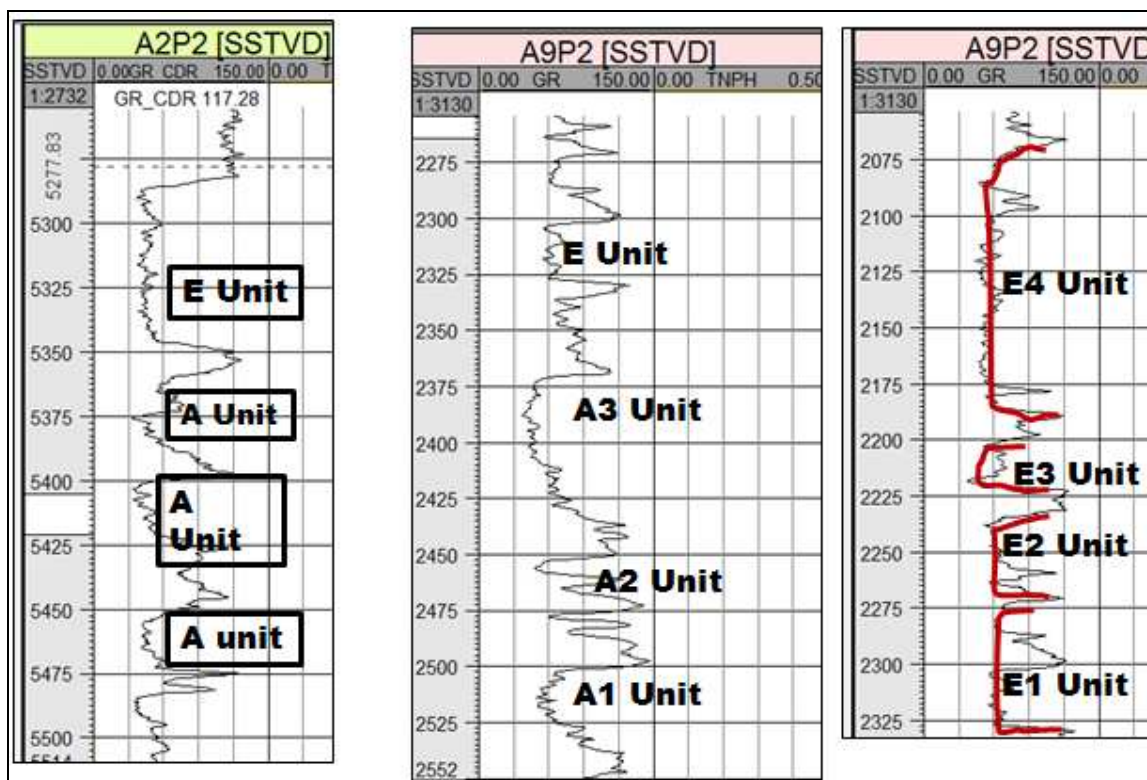 A2P2 [SSTVD]
SSTVD 0.00 GR CDR 150.00 0.00 T
1:2732 GR_CDR 117.28
5277.83
5300
E Unit
5325
5350
A Unit
5375
5400
A
Unit
5425
5450
A unit
5475
5500
A9P2 [SSTVD]
SSTVD 0.00 GR 150.00 0.00 TNPH 0.50
1:3130
2275
2300
E Unit
2325
2350
2375
A3 Unit
2400
2425
2450
A2 Unit
2475
2500
A1 Unit
2525
2552
A9P2 [SSTVD
SSTVD 0.00 GR 150.00 0.00
1:3130
2075
2100
E4 Unit
2125
2150
2175
2200
E3 Unit
2225
E2 Unit
2250
2275
2300
E1 Unit
2325